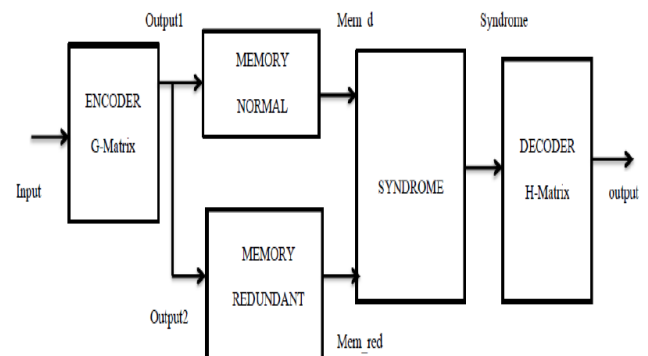 Output1
Mem_d
Syndrome
MEMORY
NORMAL
ENCODER
G-Matrix
DECODER
H-Matrix
SYNDROME
Input
output
MEMORY
REDUNDANT
Output2
Mem_red